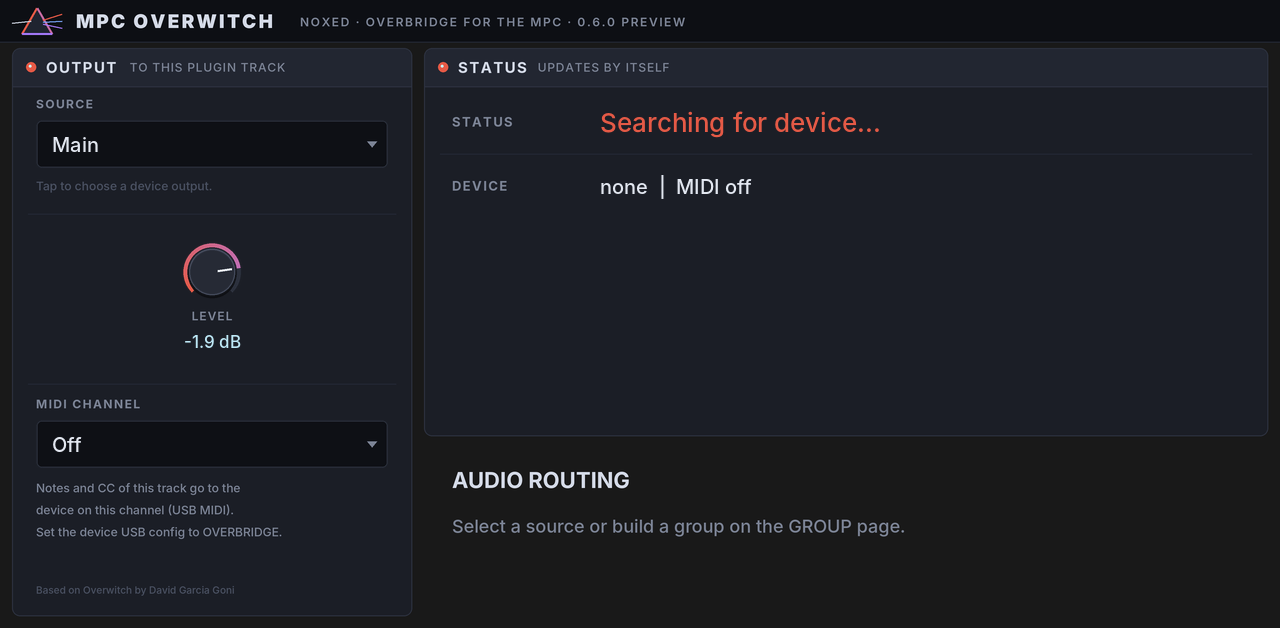 MPC OVERWITCH
NOXED · OVERBRIDGE FOR THE MPC · 0.6.0 PREVIEW
OUTPUT TO THIS PLUGIN TRACK
SOURCE
Main
Tap to choose a device output.
LEVEL
-1.9 dB
MIDI CHANNEL
Off
Notes and CC of this track go to the
device on this channel (USB MIDI).
Set the device USB config to OVERBRIDGE.
Based on Overwitch by David Garcia Goni
STATUS UPDATES BY ITSELF
STATUS Searching for device...
DEVICE none | MIDI off
AUDIO ROUTING
Select a source or build a group on the GROUP page.